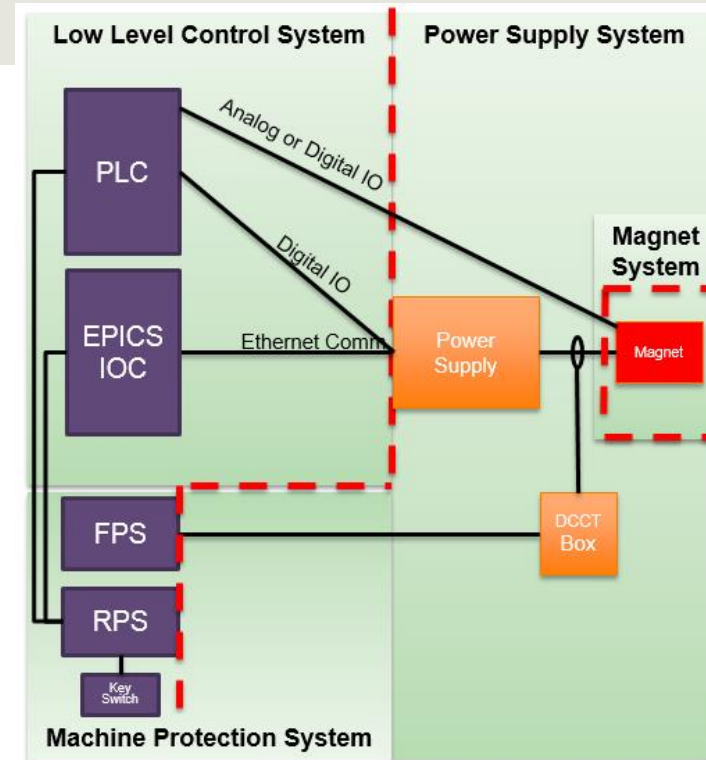 Low Level Control System
Power Supply System
PLC
Analog or Digital IO
Digital IO
Magnet
System
EPICS
IOC
Ethernet Comm
Power
Supply
Magnet
FPS
DCCT
Box
RPS
Key
Switch
Machine Protection System